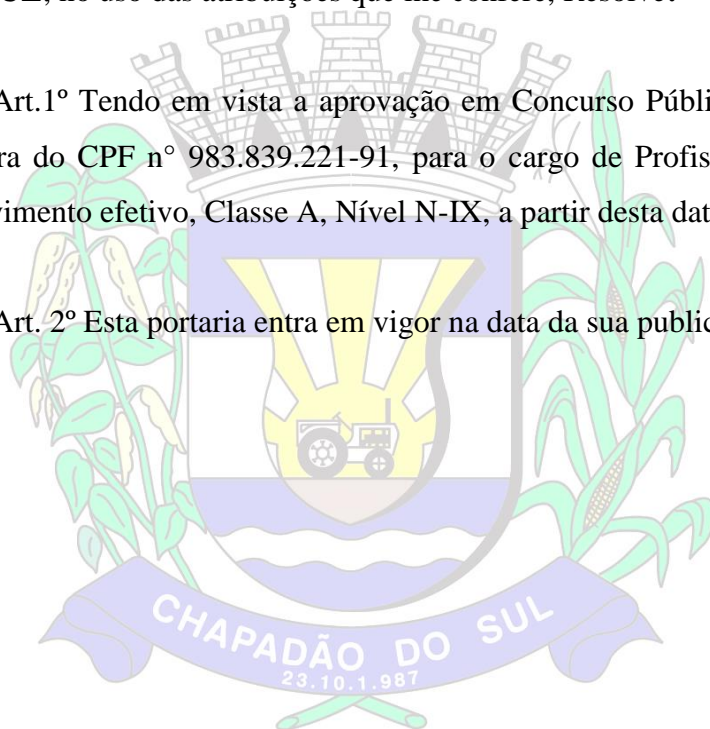 no uso das atribuições que me confere, Resolve:
Art.1º Tendo em vista a aprovação em Concurso Públi
ra do CPF n° 983.839.221-91, para o cargo de Profis
vimento efetivo, Classe A, Nível N-IX, a partir desta dat
Art. 2º Esta portaria entra em vigor na data da sua public
CHAPADÃO DO SUL
23.10.1.987